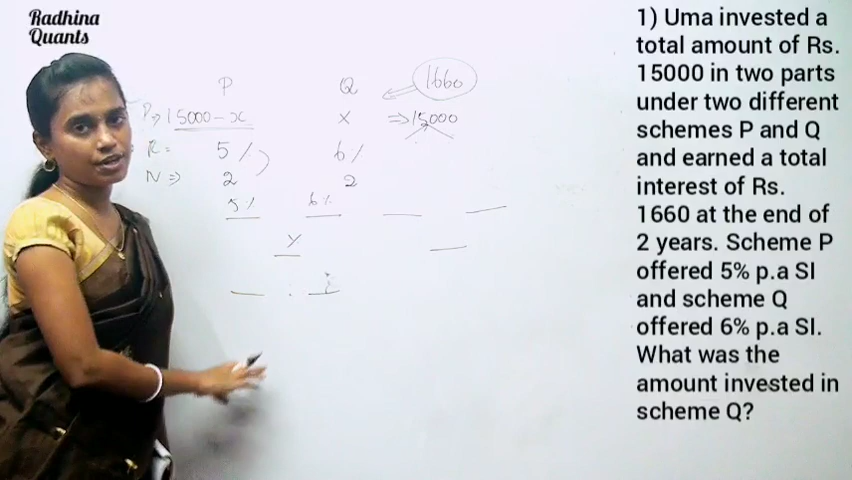 Radhina
Quants
P Q 1660
P → 15000 - x x ⇒ 15000
R = 5% 6%
N ⇒ 2 2
5% 6%
:
1) Uma invested a
total amount of Rs.
15000 in two parts
under two different
schemes P and Q
and earned a total
interest of Rs.
1660 at the end of
2 years. Scheme P
offered 5% p.a SI
and scheme Q
offered 6% p.a SI.
What was the
amount invested in
scheme Q?